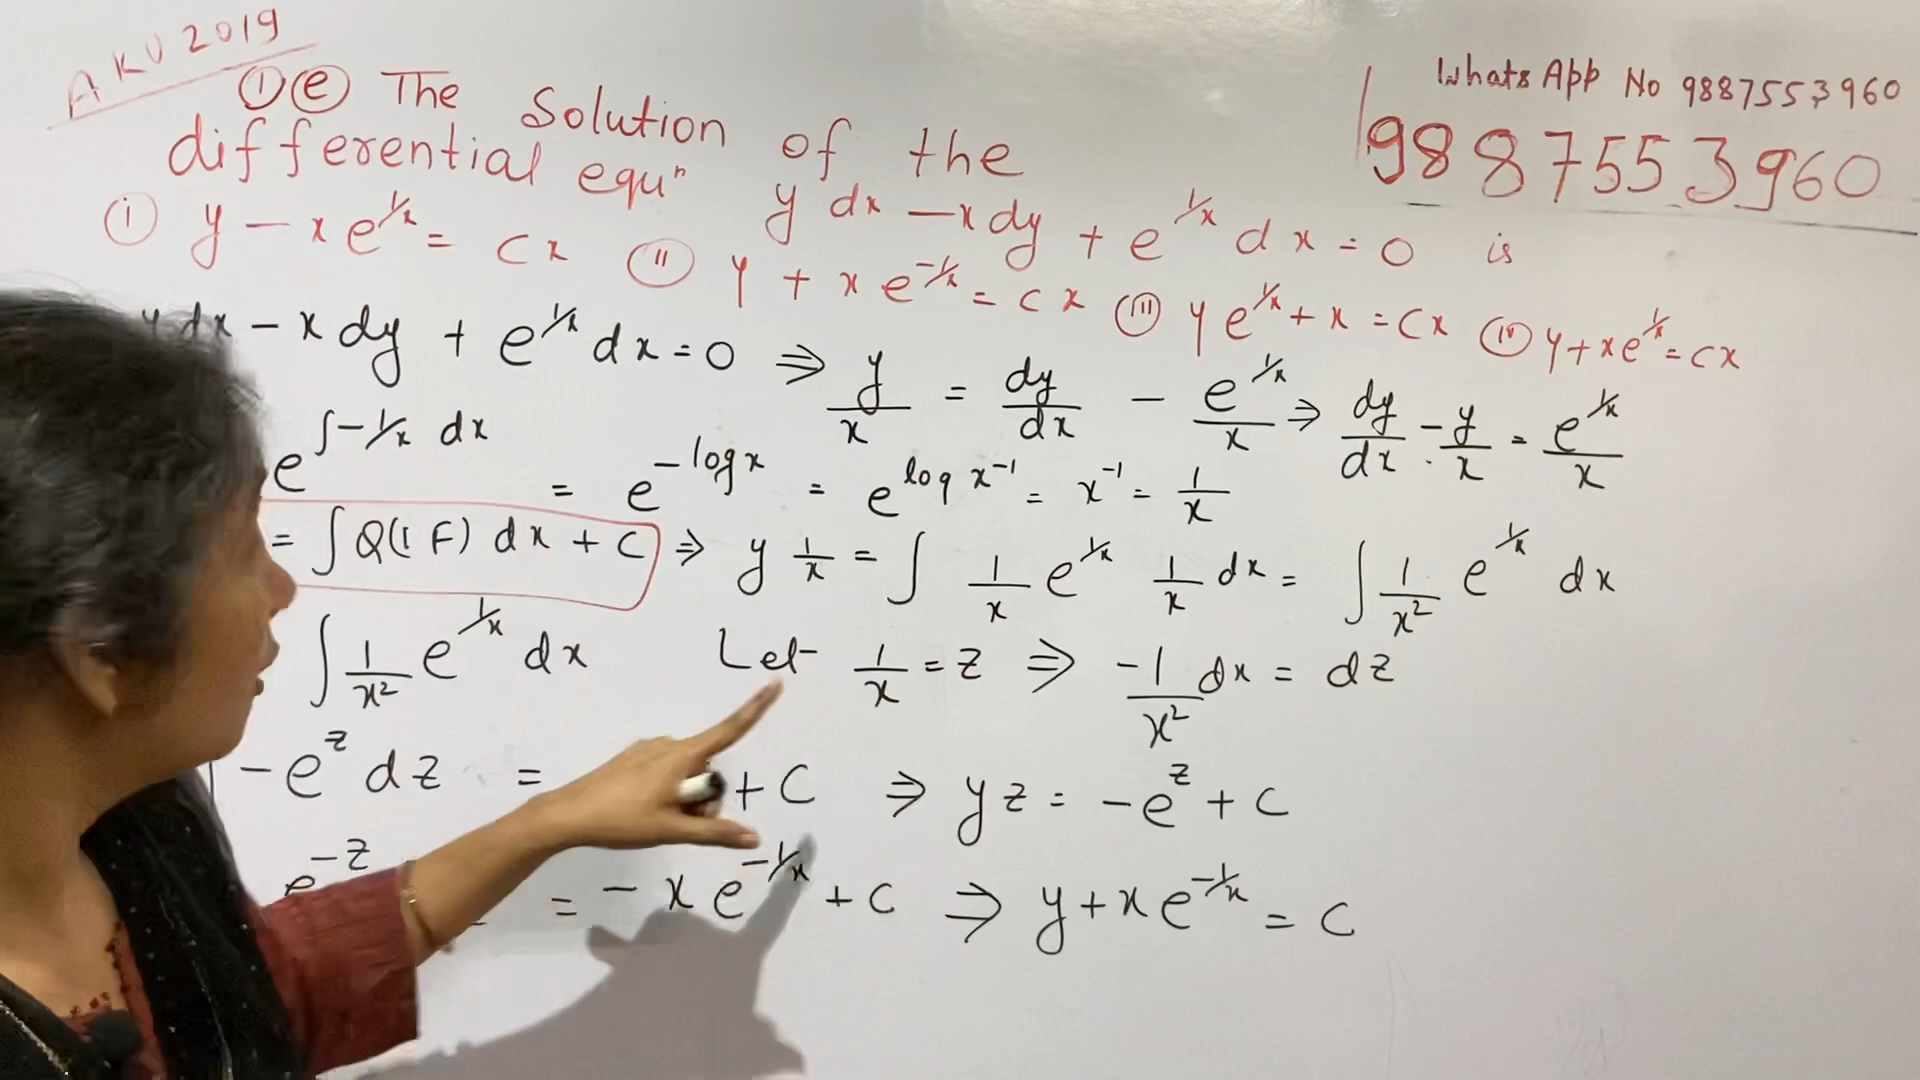 AKU 2019
WhatsApp No 9887553960
9887553960
① ⓔ The Solution of the
differential equⁿ y dx - x dy + e^{1/x} dx = 0 is
ⓘ y - x e^{1/x} = cx ⓘⓘ y + x e^{-1/x} = cx ⓘⓘⓘ y e^{1/x} + x = cx ⓘⓥ y + x e^{1/x} = cx
y dx - x dy + e^{1/x} dx = 0 ⇒ y/x = dy/dx - e^{1/x}/x ⇒ dy/dx - y/x = e^{1/x}/x
e^{∫-1/x dx} = e^{-log x} = e^{log x^{-1}} = x^{-1} = 1/x
= ∫Q(IF) dx + C ⇒ y 1/x = ∫ 1/x e^{1/x} 1/x dx = ∫ 1/x² e^{1/x} dx
∫ 1/x² e^{1/x} dx Let 1/x = z ⇒ -1/x² dx = dz
-e^z dz = + C ⇒ yz = -e^z + C
e^{-z} = -x e^{-1/x} + C ⇒ y + x e^{-1/x} = C